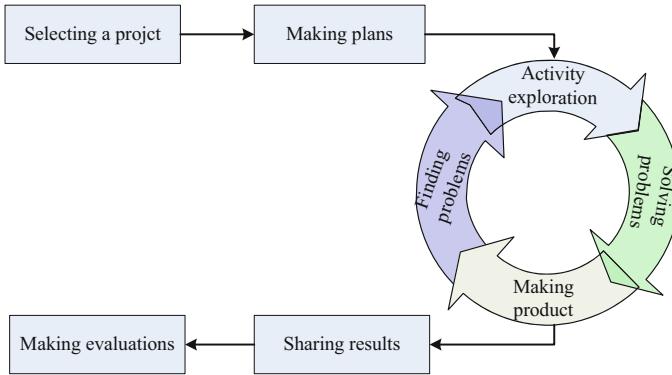 Selecting a projct
Making plans
Activity
exploration
Solving
problems
Making
product
Finding
problems
Sharing results
Making evaluations